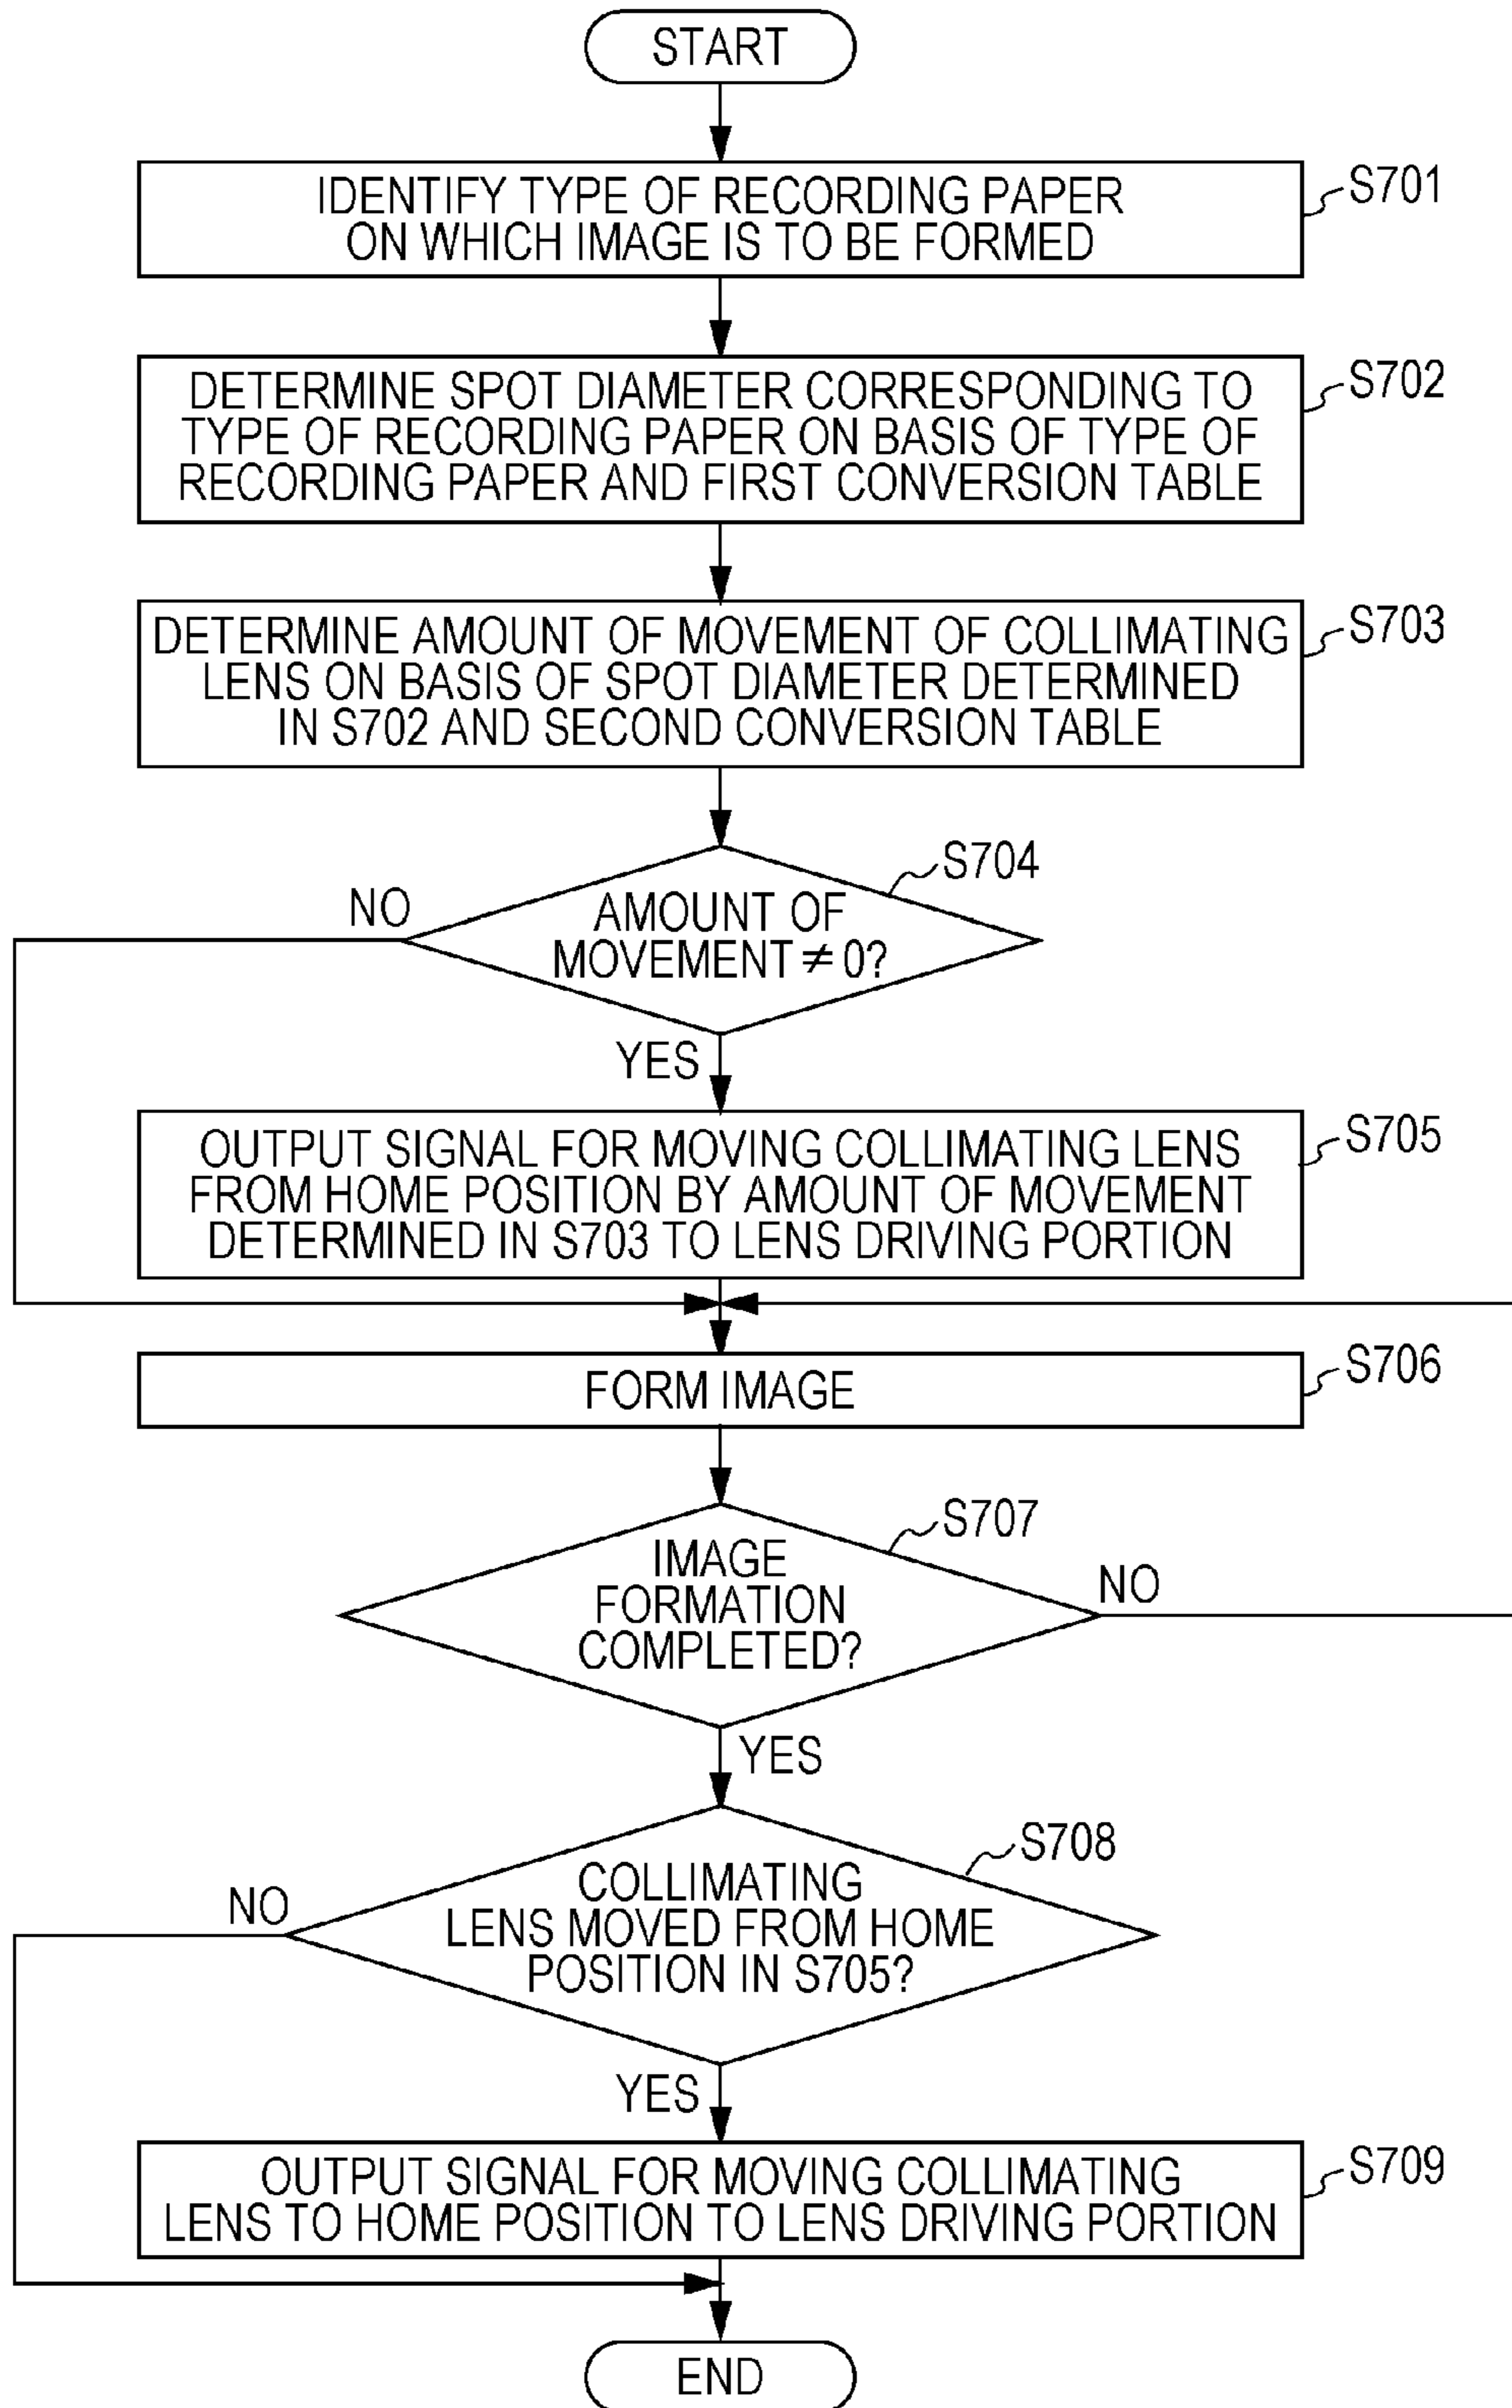 START
IDENTIFY TYPE OF RECORDING PAPER
ON WHICH IMAGE IS TO BE FORMED
S701
DETERMINE SPOT DIAMETER CORRESPONDING TO
TYPE OF RECORDING PAPER ON BASIS OF TYPE OF
RECORDING PAPER AND FIRST CONVERSION TABLE
S702
DETERMINE AMOUNT OF MOVEMENT OF COLLIMATING
LENS ON BASIS OF SPOT DIAMETER DETERMINED
IN S702 AND SECOND CONVERSION TABLE
S703
S704
NO
AMOUNT OF
MOVEMENT ≠ 0?
YES
OUTPUT SIGNAL FOR MOVING COLLIMATING LENS
FROM HOME POSITION BY AMOUNT OF MOVEMENT
DETERMINED IN S703 TO LENS DRIVING PORTION
S705
FORM IMAGE
S706
S707
IMAGE
FORMATION
COMPLETED?
NO
YES
S708
NO
COLLIMATING
LENS MOVED FROM HOME
POSITION IN S705?
YES
OUTPUT SIGNAL FOR MOVING COLLIMATING
LENS TO HOME POSITION TO LENS DRIVING PORTION
S709
END